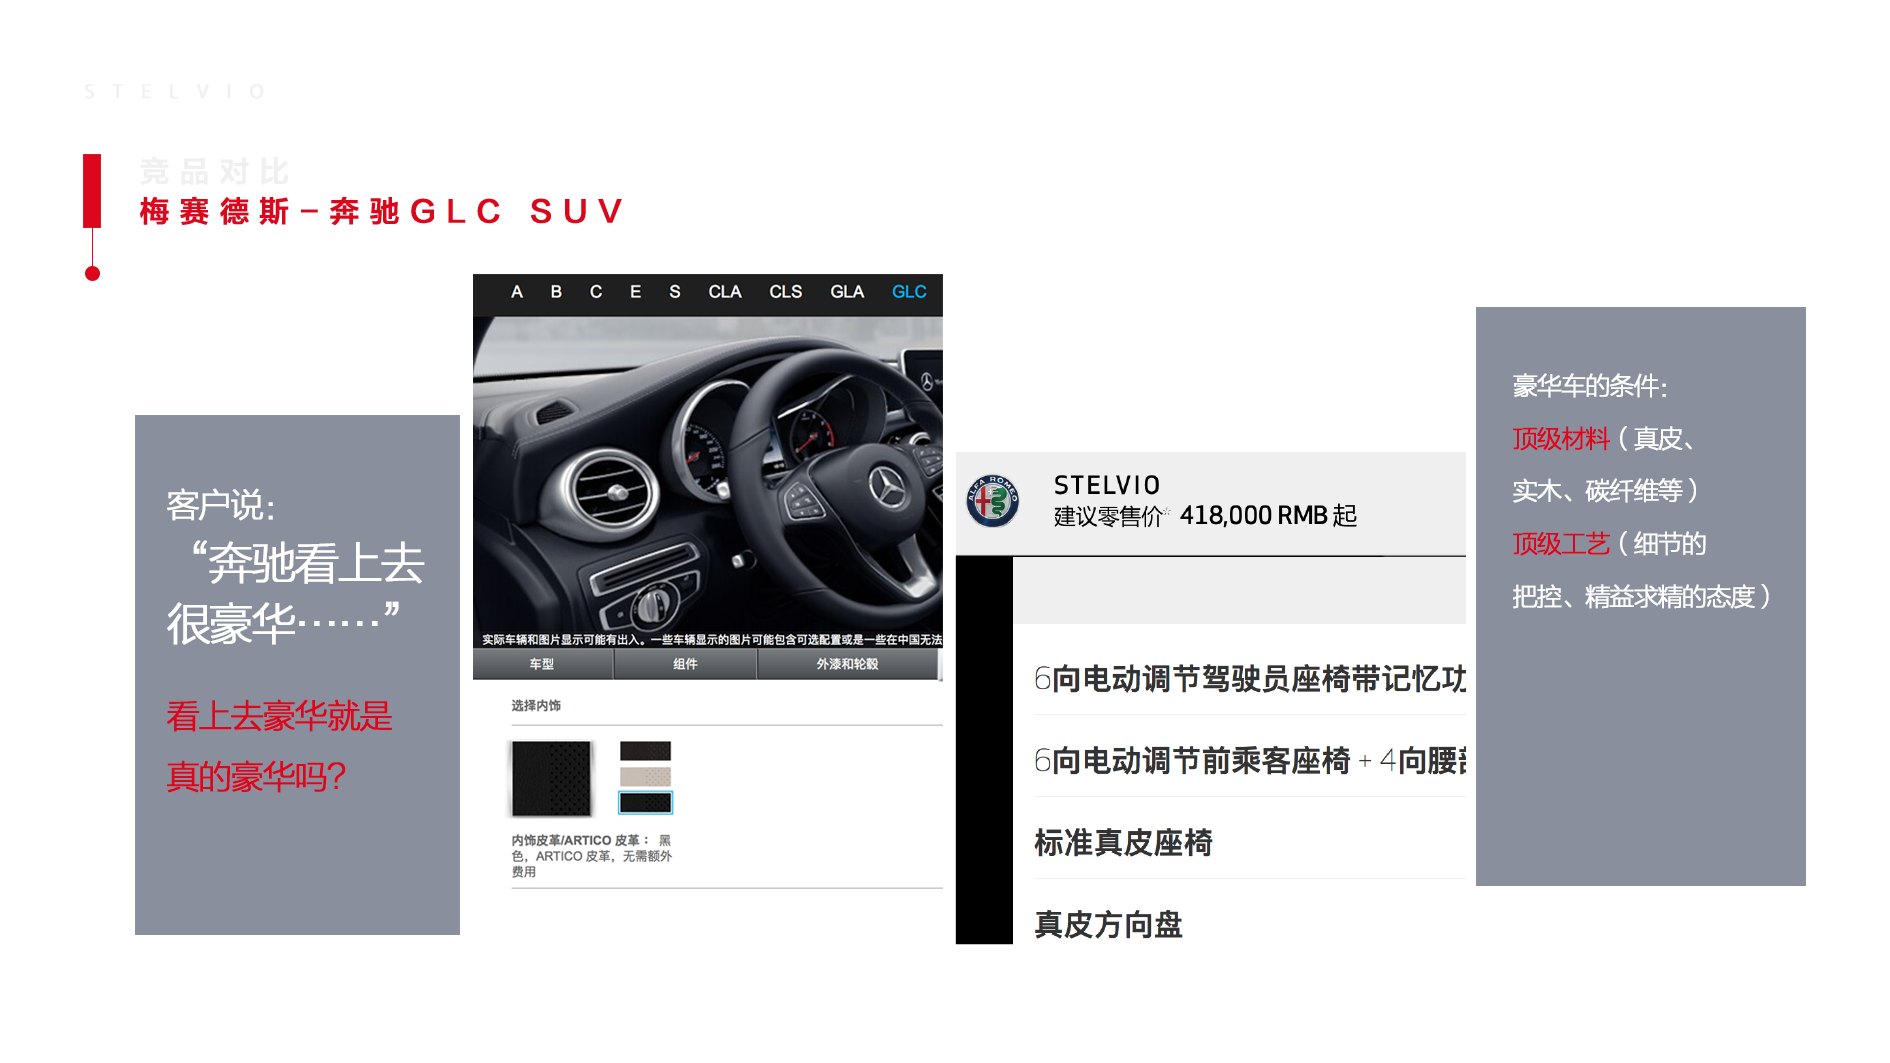 STELVIO
竞品对比
梅赛德斯-奔驰GLC SUV
客户说：
“奔驰看上去
很豪华……”
看上去豪华就是
真的豪华吗？
A B C E S CLA CLS GLA GLC
实际车辆和图片显示可能有出入。一些车辆显示的图片可能包含可选配置或是一些在中国无法
车型 组件 外漆和轮毂
选择内饰
内饰皮革/ARTICO 皮革： 黑
色，ARTICO 皮革，无需额外
费用
ALFA ROMEO
STELVIO
建议零售价* 418,000 RMB 起
6向电动调节驾驶员座椅带记忆功
6向电动调节前乘客座椅 + 4向腰部
标准真皮座椅
真皮方向盘
豪华车的条件：
顶级材料（真皮、
实木、碳纤维等）
顶级工艺（细节的
把控、精益求精的态度）